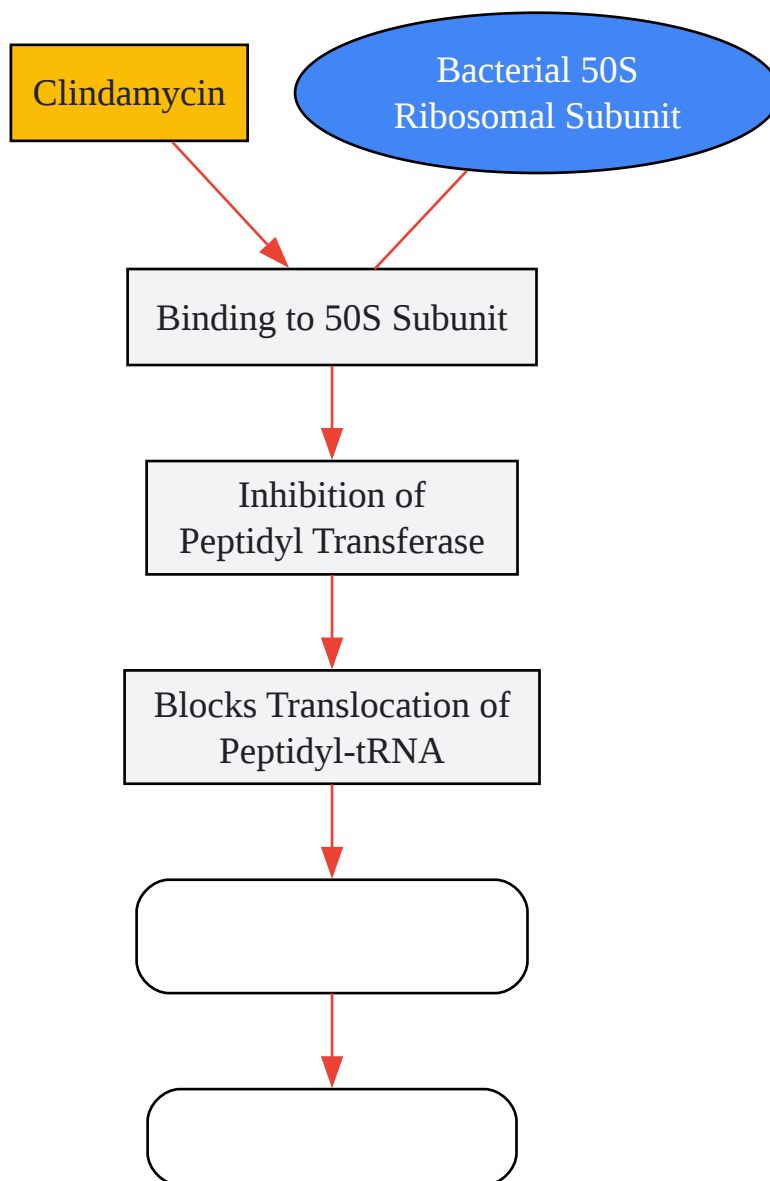 Clindamycin
Bacterial 50S
Ribosomal Subunit
Binding to 50S Subunit
Inhibition of
Peptidyl Transferase
Blocks Translocation of
Peptidyl-tRNA